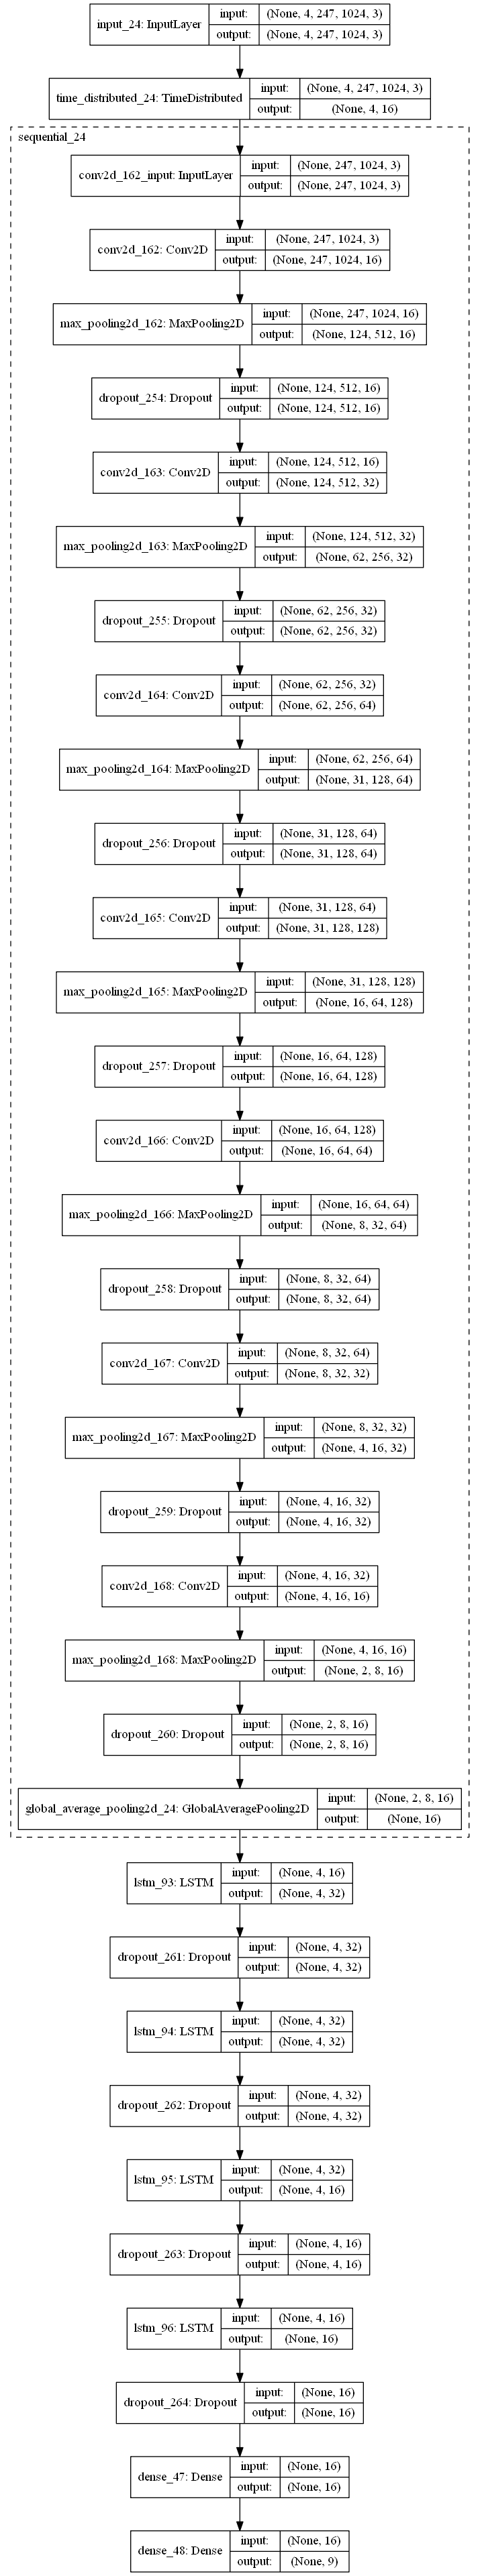 input_24: InputLayer
input: (None, 4, 247, 1024, 3)
output: (None, 4, 247, 1024, 3)
time_distributed_24: TimeDistributed
input: (None, 4, 247, 1024, 3)
output: (None, 4, 16)
sequential_24
conv2d_162_input: InputLayer
input: (None, 247, 1024, 3)
output: (None, 247, 1024, 3)
conv2d_162: Conv2D
input: (None, 247, 1024, 3)
output: (None, 247, 1024, 16)
max_pooling2d_162: MaxPooling2D
input: (None, 247, 1024, 16)
output: (None, 124, 512, 16)
dropout_254: Dropout
input: (None, 124, 512, 16)
output: (None, 124, 512, 16)
conv2d_163: Conv2D
input: (None, 124, 512, 16)
output: (None, 124, 512, 32)
max_pooling2d_163: MaxPooling2D
input: (None, 124, 512, 32)
output: (None, 62, 256, 32)
dropout_255: Dropout
input: (None, 62, 256, 32)
output: (None, 62, 256, 32)
conv2d_164: Conv2D
input: (None, 62, 256, 32)
output: (None, 62, 256, 64)
max_pooling2d_164: MaxPooling2D
input: (None, 62, 256, 64)
output: (None, 31, 128, 64)
dropout_256: Dropout
input: (None, 31, 128, 64)
output: (None, 31, 128, 64)
conv2d_165: Conv2D
input: (None, 31, 128, 64)
output: (None, 31, 128, 128)
max_pooling2d_165: MaxPooling2D
input: (None, 31, 128, 128)
output: (None, 16, 64, 128)
dropout_257: Dropout
input: (None, 16, 64, 128)
output: (None, 16, 64, 128)
conv2d_166: Conv2D
input: (None, 16, 64, 128)
output: (None, 16, 64, 64)
max_pooling2d_166: MaxPooling2D
input: (None, 16, 64, 64)
output: (None, 8, 32, 64)
dropout_258: Dropout
input: (None, 8, 32, 64)
output: (None, 8, 32, 64)
conv2d_167: Conv2D
input: (None, 8, 32, 64)
output: (None, 8, 32, 32)
max_pooling2d_167: MaxPooling2D
input: (None, 8, 32, 32)
output: (None, 4, 16, 32)
dropout_259: Dropout
input: (None, 4, 16, 32)
output: (None, 4, 16, 32)
conv2d_168: Conv2D
input: (None, 4, 16, 32)
output: (None, 4, 16, 16)
max_pooling2d_168: MaxPooling2D
input: (None, 4, 16, 16)
output: (None, 2, 8, 16)
dropout_260: Dropout
input: (None, 2, 8, 16)
output: (None, 2, 8, 16)
global_average_pooling2d_24: GlobalAveragePooling2D
input: (None, 2, 8, 16)
output: (None, 16)
lstm_93: LSTM
input: (None, 4, 16)
output: (None, 4, 32)
dropout_261: Dropout
input: (None, 4, 32)
output: (None, 4, 32)
lstm_94: LSTM
input: (None, 4, 32)
output: (None, 4, 32)
dropout_262: Dropout
input: (None, 4, 32)
output: (None, 4, 32)
lstm_95: LSTM
input: (None, 4, 32)
output: (None, 4, 16)
dropout_263: Dropout
input: (None, 4, 16)
output: (None, 4, 16)
lstm_96: LSTM
input: (None, 4, 16)
output: (None, 16)
dropout_264: Dropout
input: (None, 16)
output: (None, 16)
dense_47: Dense
input: (None, 16)
output: (None, 16)
dense_48: Dense
input: (None, 16)
output: (None, 9)